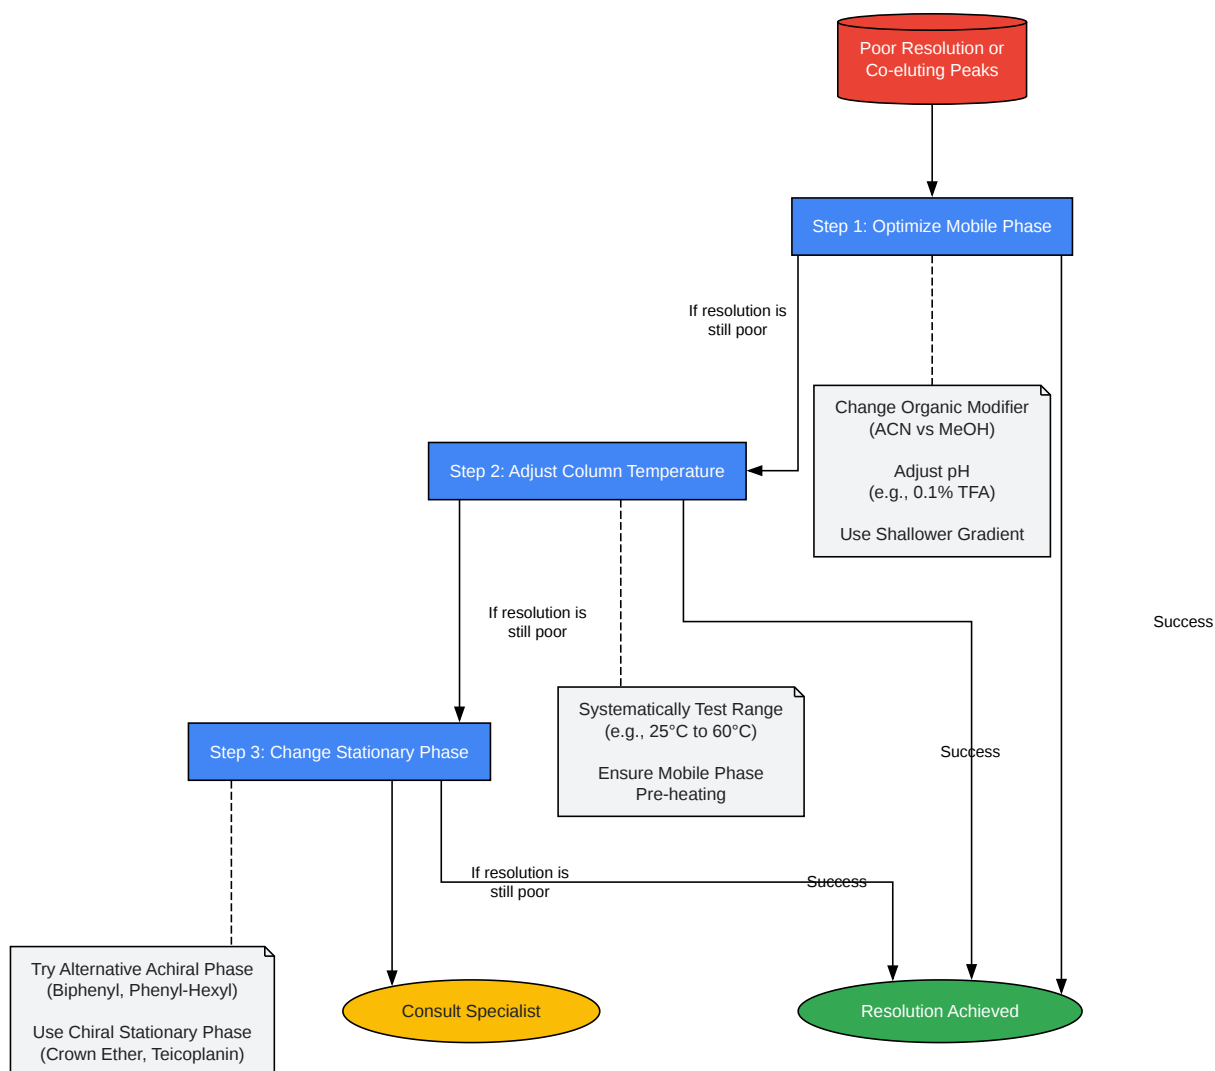 Poor Resolution or
Co-eluting Peaks
Step 1: Optimize Mobile Phase
If resolution is
still poor
Change Organic Modifier
(ACN vs MeOH)
Adjust pH
(e.g., 0.1% TFA)
Use Shallower Gradient
Step 2: Adjust Column Temperature
If resolution is
still poor
Success
Systematically Test Range
(e.g., 25°C to 60°C)
Ensure Mobile Phase
Pre-heating
Step 3: Change Stationary Phase
Success
If resolution is
still poor
Success
Try Alternative Achiral Phase
(Biphenyl, Phenyl-Hexyl)
Use Chiral Stationary Phase
(Crown Ether, Teicoplanin)
Consult Specialist
Resolution Achieved